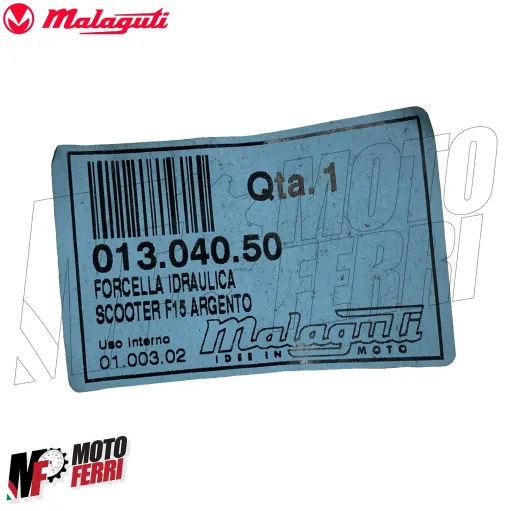 Malaguti
Qta. 1
013.040.50
FORCELLA IDRAULICA
SCOOTER F15 ARGENTO
Uso interno
01.003.02
Malaguti
IDEE IN MOTO
MOTO
FERRI
MF
MOTO
FERRI